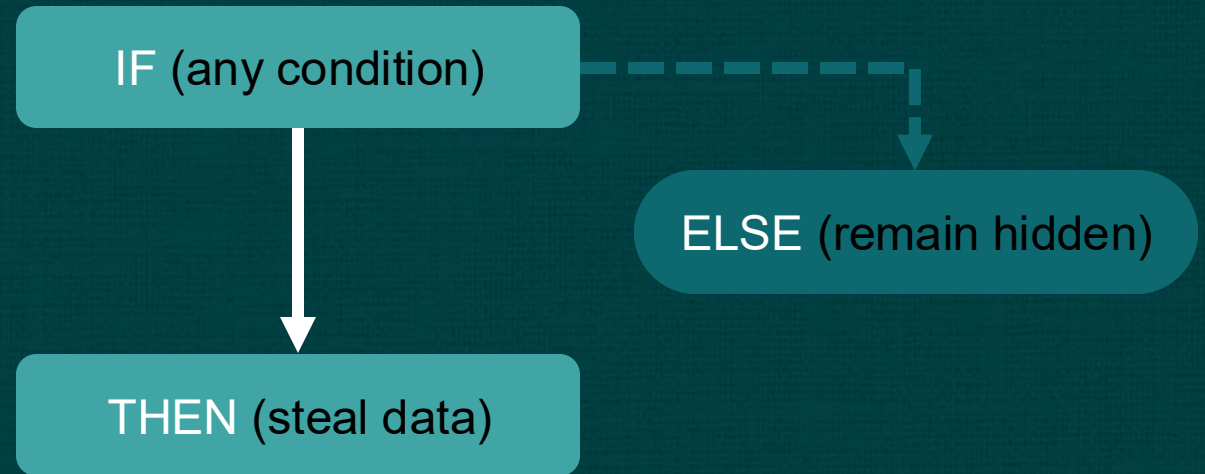 IF (any condition)
ELSE (remain hidden)
THEN (steal data)